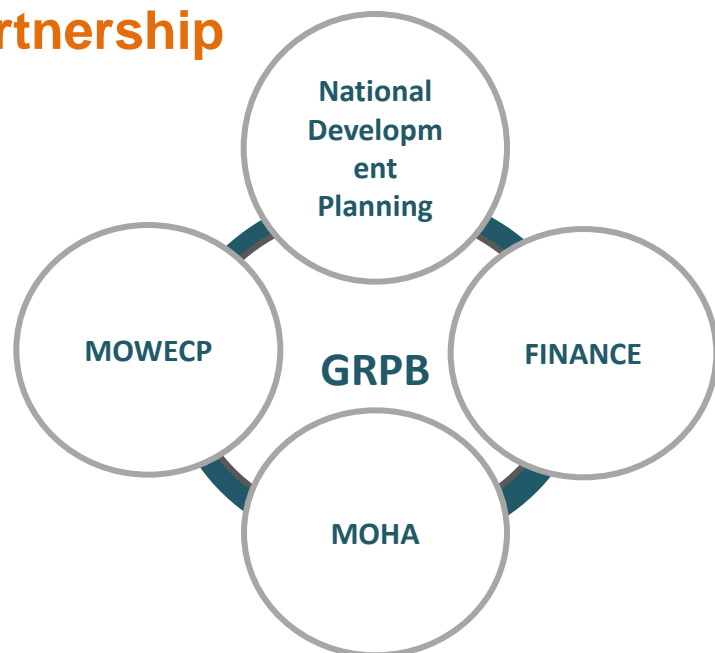 rtnership
National
Developm
ent
Planning
MOWECP
GRPB
FINANCE
MOHA